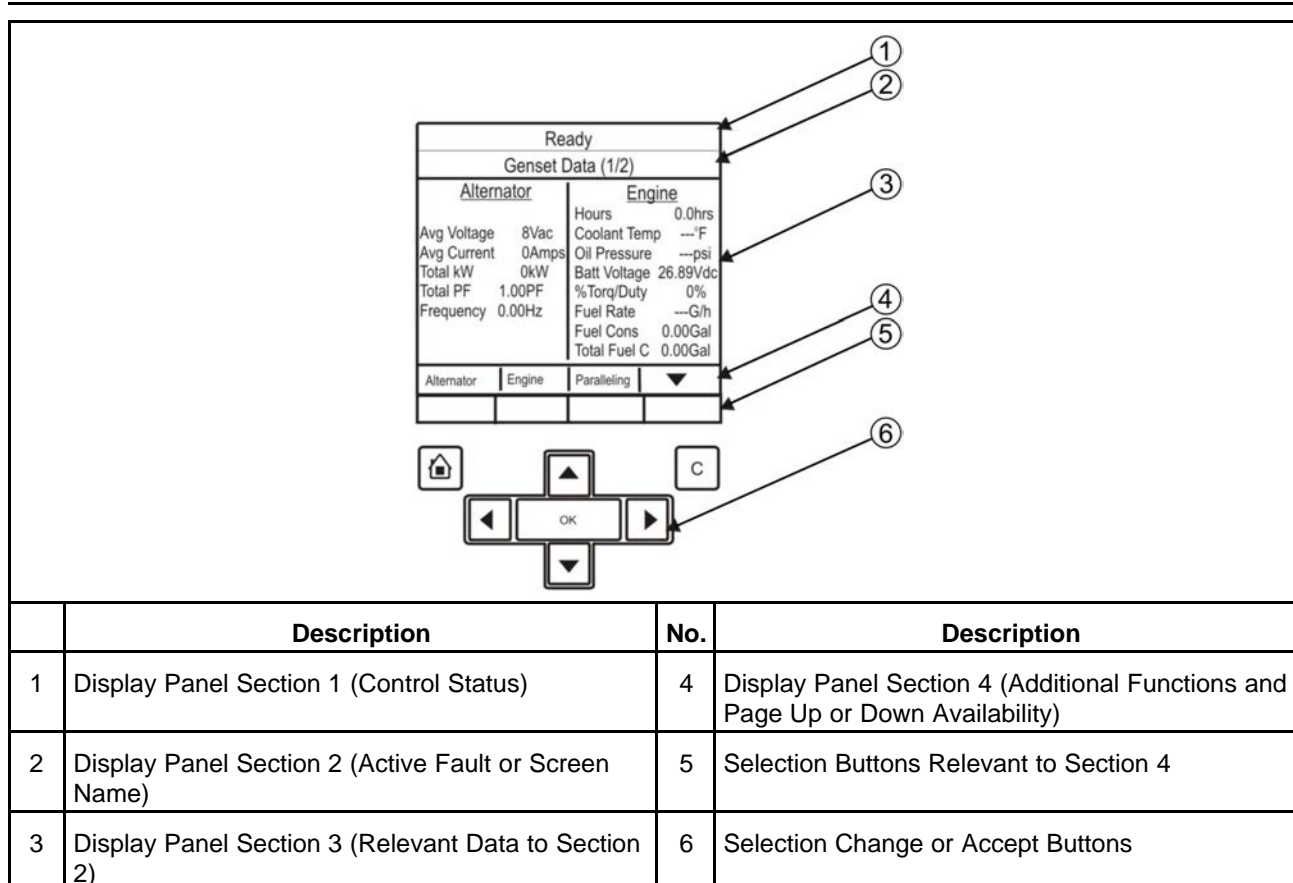 1
2
Ready
Genset Data (1/2)
3
Alternator
Avg Voltage 8Vac
Avg Current 0Amps
Total kW 0kW
Total PF 1.00PF
Frequency 0.00Hz
Engine
Hours 0.0hrs
Coolant Temp ---°F
Oil Pressure ---psi
Batt Voltage 26.89Vdc
%Torq/Duty 0%
Fuel Rate ---G/h
Fuel Cons 0.00Gal
Total Fuel C 0.00Gal
4
5
Alternator Engine Paralleling ▼
6
C
OK
Description No. Description
1 Display Panel Section 1 (Control Status)
4 Display Panel Section 4 (Additional Functions and
Page Up or Down Availability)
2 Display Panel Section 2 (Active Fault or Screen
Name)
5 Selection Buttons Relevant to Section 4
3 Display Panel Section 3 (Relevant Data to Section
2)
6 Selection Change or Accept Buttons